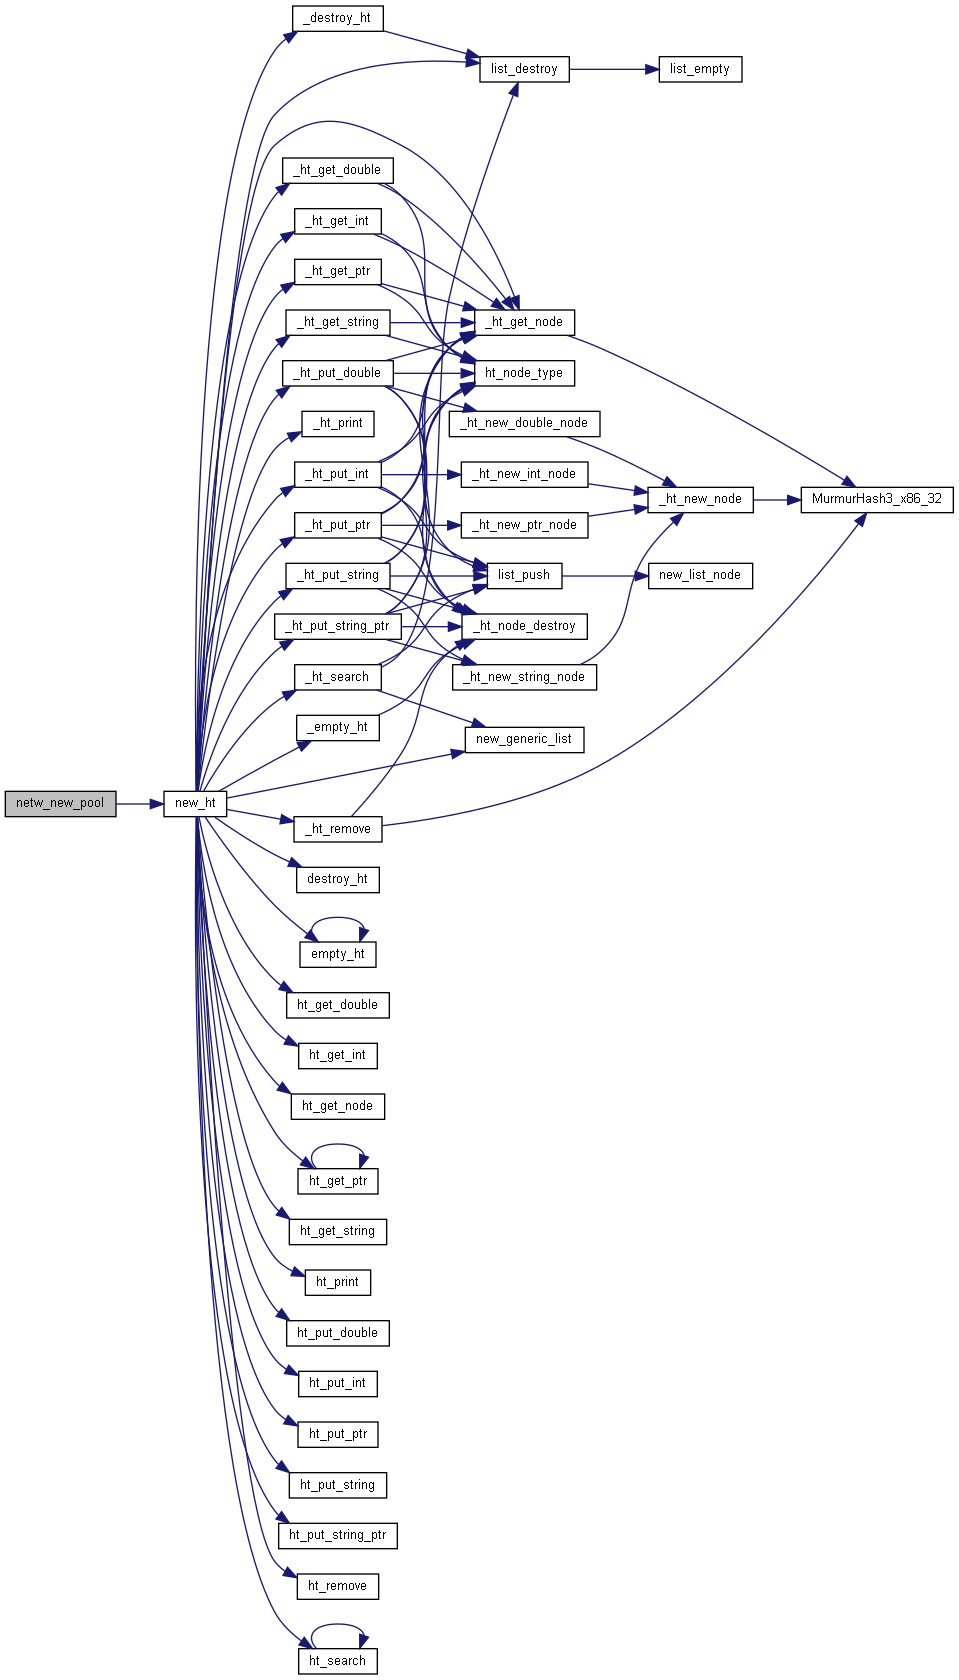 _destroy_ht
list_destroy
list_empty
_ht_get_double
_ht_get_int
_ht_get_ptr
_ht_get_string
_ht_get_node
_ht_put_double
ht_node_type
_ht_print
_ht_new_double_node
_ht_put_int
_ht_new_int_node
_ht_new_node
MurmurHash3_x86_32
_ht_put_ptr
_ht_new_ptr_node
_ht_put_string
list_push
new_list_node
_ht_put_string_ptr
_ht_node_destroy
_ht_search
_ht_new_string_node
_empty_ht
new_generic_list
netw_new_pool
new_ht
_ht_remove
destroy_ht
empty_ht
ht_get_double
ht_get_int
ht_get_node
ht_get_ptr
ht_get_string
ht_print
ht_put_double
ht_put_int
ht_put_ptr
ht_put_string
ht_put_string_ptr
ht_remove
ht_search